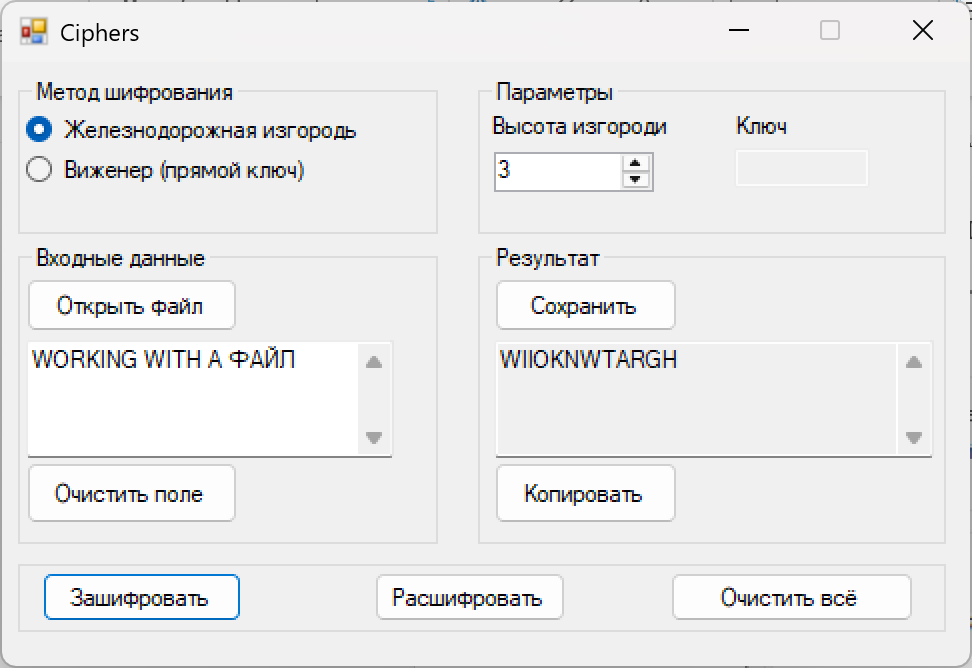 Ciphers
Метод шифрования
Железнодорожная изгородь
Виженер (прямой ключ)
Параметры
Высота изгороди
Ключ
3
Входные данные
Открыть файл
WORKING WITH A ФАЙЛ
Очистить поле
Результат
Сохранить
WIIOKNWTARGH
Копировать
Зашифровать
Расшифровать
Очистить всё